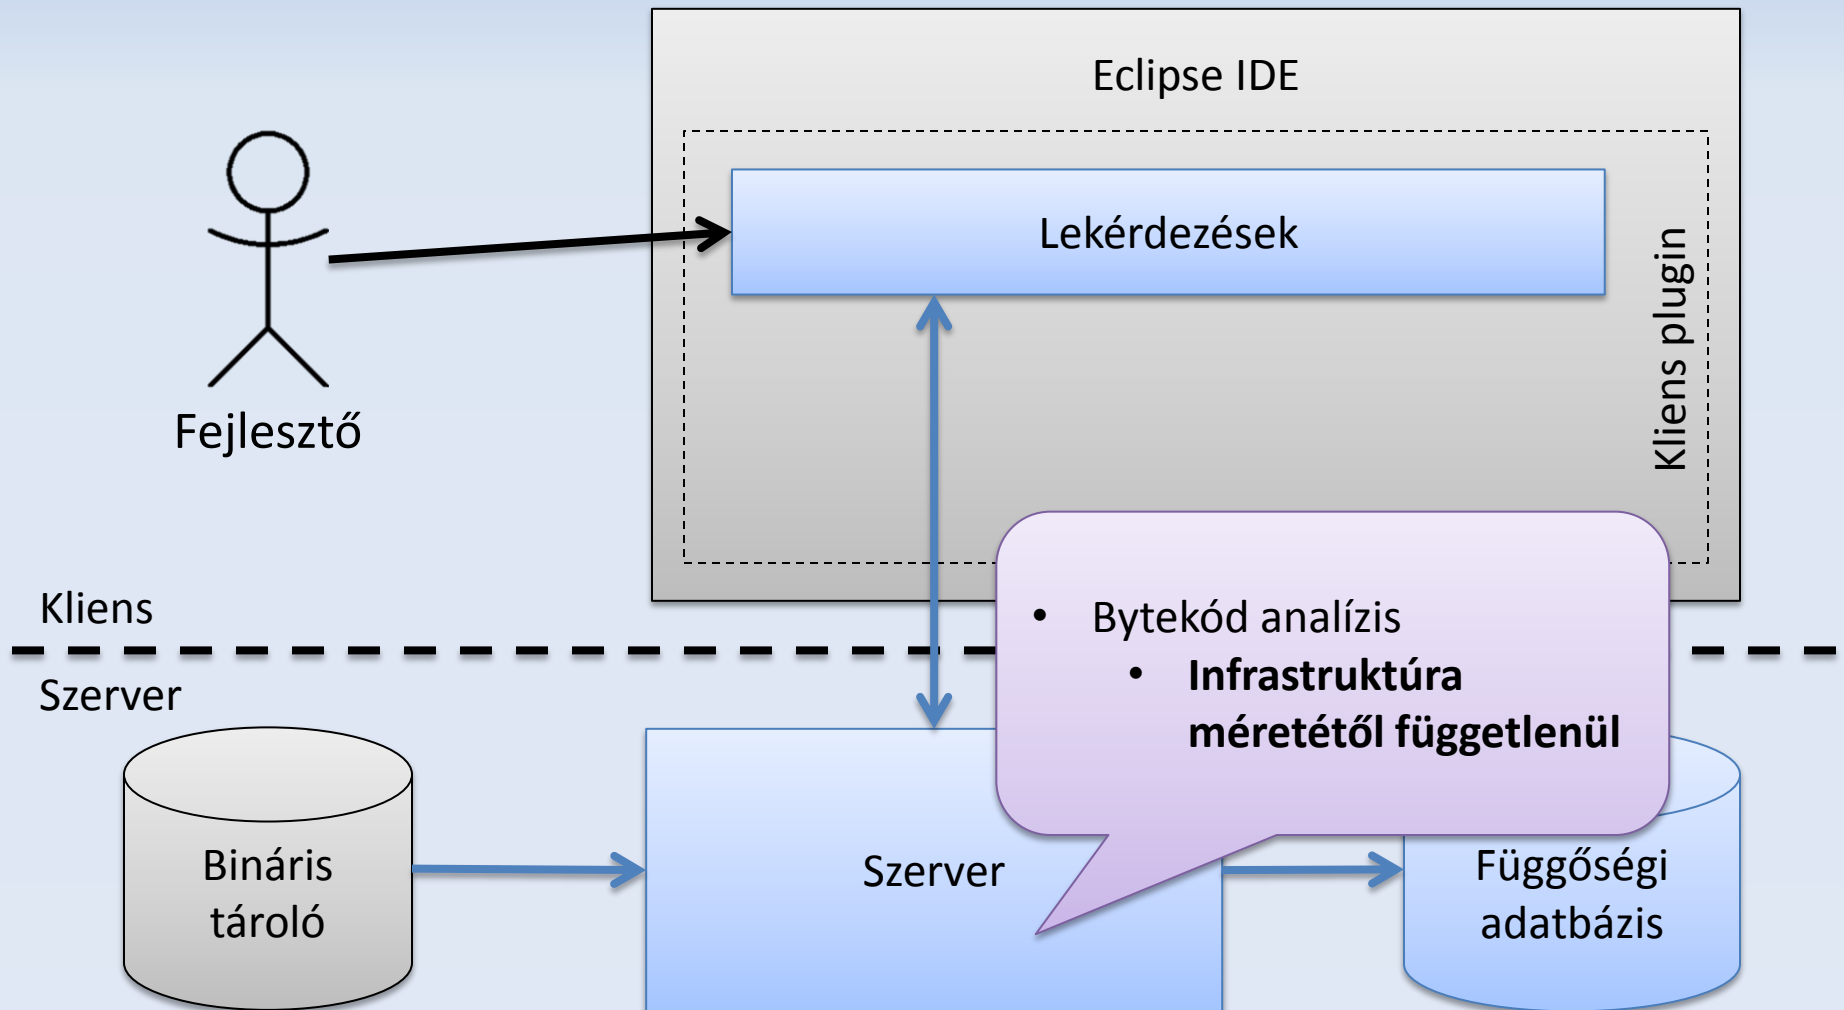 Eclipse IDE
Lekérdezések
Kliens plugin
Fejlesztő
Kliens
Szerver
• Bytekód analízis
• Infrastruktúra
méretétől függetlenül
Bináris
tároló
Szerver
Függőségi
adatbázis